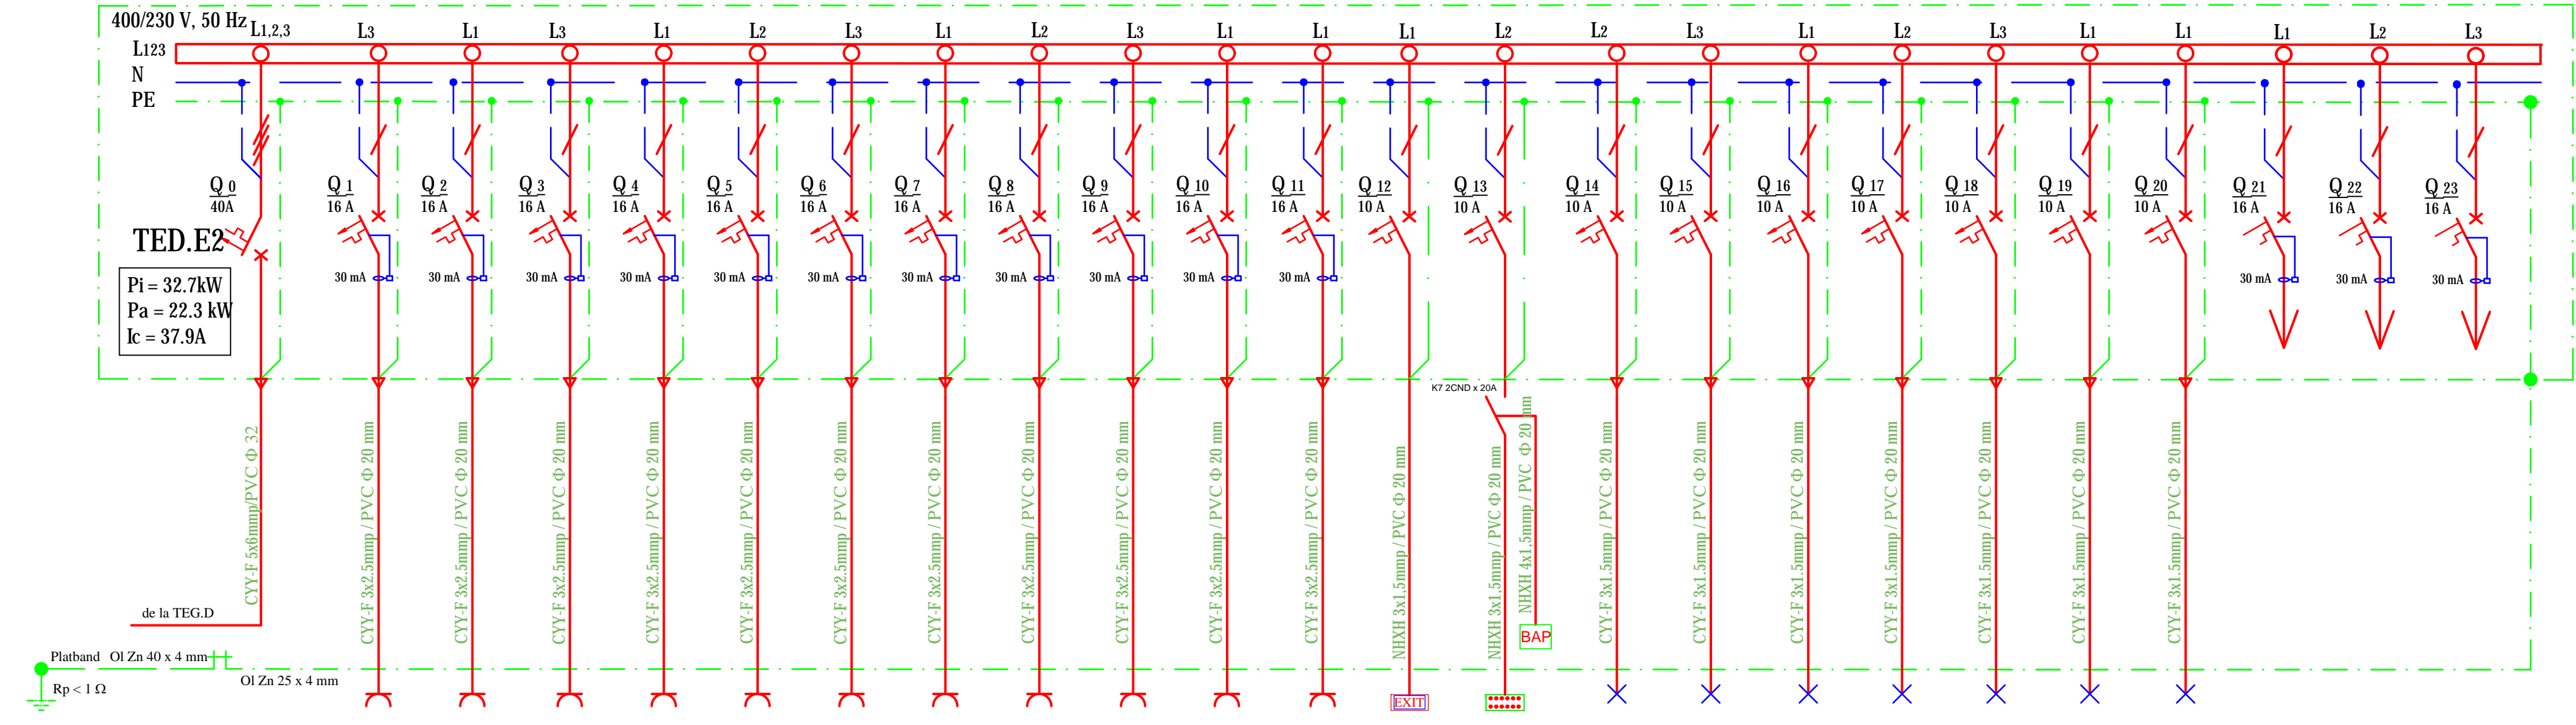 400/230 V, 50 Hz
L1,2,3 L3 L1 L3 L1 L2 L3 L1 L2 L3 L1 L1 L1 L2 L2 L3 L1 L2 L3 L1 L1 L1 L2 L3
L123
N
PE
Q 0 Q 1 Q 2 Q 3 Q 4 Q 5 Q 6 Q 7 Q 8 Q 9 Q 10 Q 11 Q 12 Q 13 Q 14 Q 15 Q 16 Q 17 Q 18 Q 19 Q 20 Q 21 Q 22 Q 23
40A 16 A 16 A 16 A 16 A 16 A 16 A 16 A 16 A 16 A 16 A 16 A 10 A 10 A 10 A 10 A 10 A 10 A 10 A 10 A 10 A 16 A 16 A 16 A
TED.E2
30 mA 30 mA 30 mA 30 mA 30 mA 30 mA 30 mA 30 mA 30 mA 30 mA 30 mA 30 mA 30 mA 30 mA
Pi = 32.7kW
Pa = 22.3 kW
Ic = 37.9A
K7 2CND x 20A
CYY-F 5x6mmp/PVC Φ 32
CYY-F 3x2.5mmp / PVC Φ 20 mm
CYY-F 3x2.5mmp / PVC Φ 20 mm
CYY-F 3x2.5mmp / PVC Φ 20 mm
CYY-F 3x2.5mmp / PVC Φ 20 mm
CYY-F 3x2.5mmp / PVC Φ 20 mm
CYY-F 3x2.5mmp / PVC Φ 20 mm
CYY-F 3x2.5mmp / PVC Φ 20 mm
CYY-F 3x2.5mmp / PVC Φ 20 mm
CYY-F 3x2.5mmp / PVC Φ 20 mm
CYY-F 3x2.5mmp / PVC Φ 20 mm
CYY-F 3x2.5mmp / PVC Φ 20 mm
NHXH 3x1,5mmp / PVC Φ 20 mm
NHXH 3x1,5mmp / PVC Φ 20 mm
NHXH 4x1,5mmp / PVC Φ 20 mm
CYY-F 3x1.5mmp / PVC Φ 20 mm
CYY-F 3x1.5mmp / PVC Φ 20 mm
CYY-F 3x1.5mmp / PVC Φ 20 mm
CYY-F 3x1.5mmp / PVC Φ 20 mm
CYY-F 3x1.5mmp / PVC Φ 20 mm
CYY-F 3x1.5mmp / PVC Φ 20 mm
CYY-F 3x1.5mmp / PVC Φ 20 mm
de la TEG.D
BAP
Platband Ol Zn 40 x 4 mm
Ol Zn 25 x 4 mm
Rp < 1 Ω
EXIT